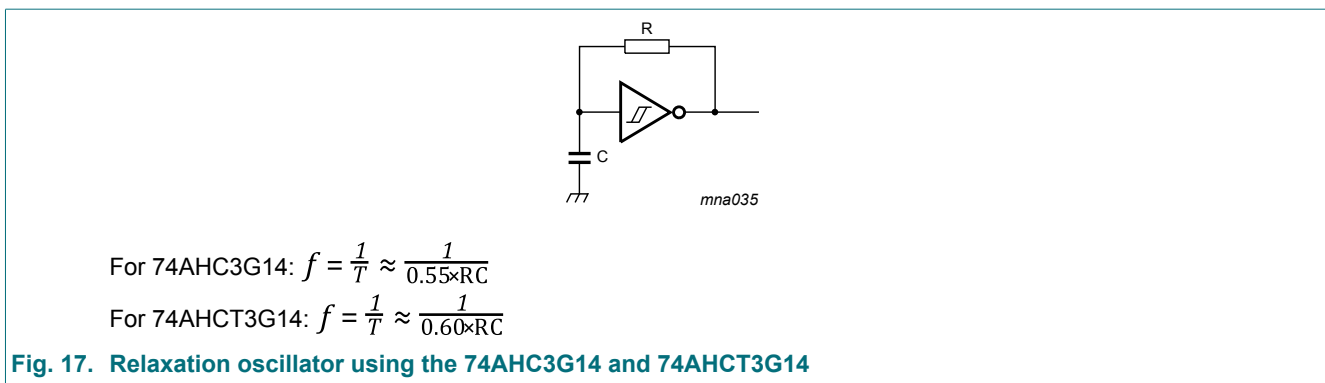 R
C
mna035
For 74AHC3G14: f = 1/T ≈ 1/0.55×RC
For 74AHCT3G14: f = 1/T ≈ 1/0.60×RC
Fig. 17. Relaxation oscillator using the 74AHC3G14 and 74AHCT3G14